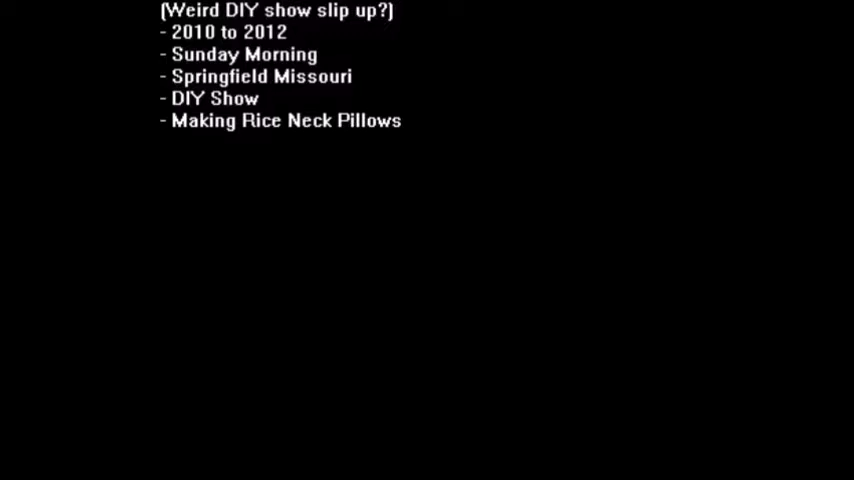 (Weird DIY show slip up?)
- 2010 to 2012
- Sunday Morning
- Springfield Missouri
- DIY Show
- Making Rice Neck Pillows